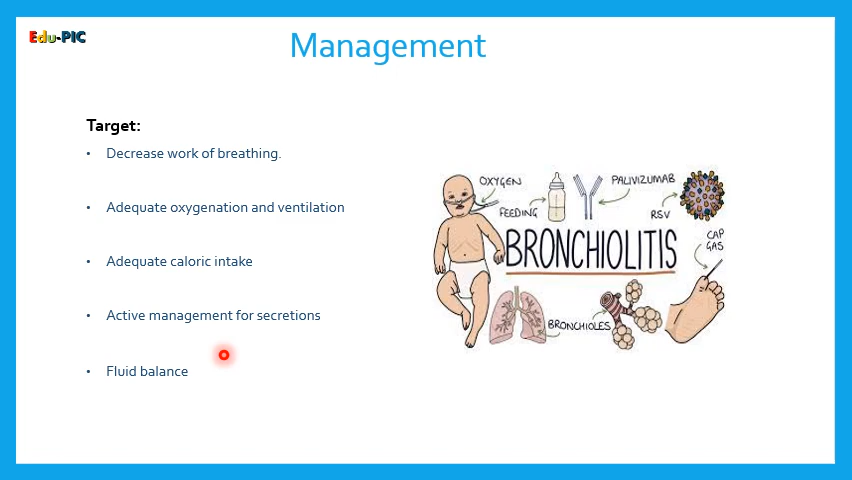 Edu-PIC
Management
Target:
• Decrease work of breathing.
• Adequate oxygenation and ventilation
• Adequate caloric intake
• Active management for secretions
• Fluid balance
OXYGEN
PALIVIZUMAB
FEEDING
RSV
BRONCHIOLITIS
CAP
GAS
BRONCHIOLES